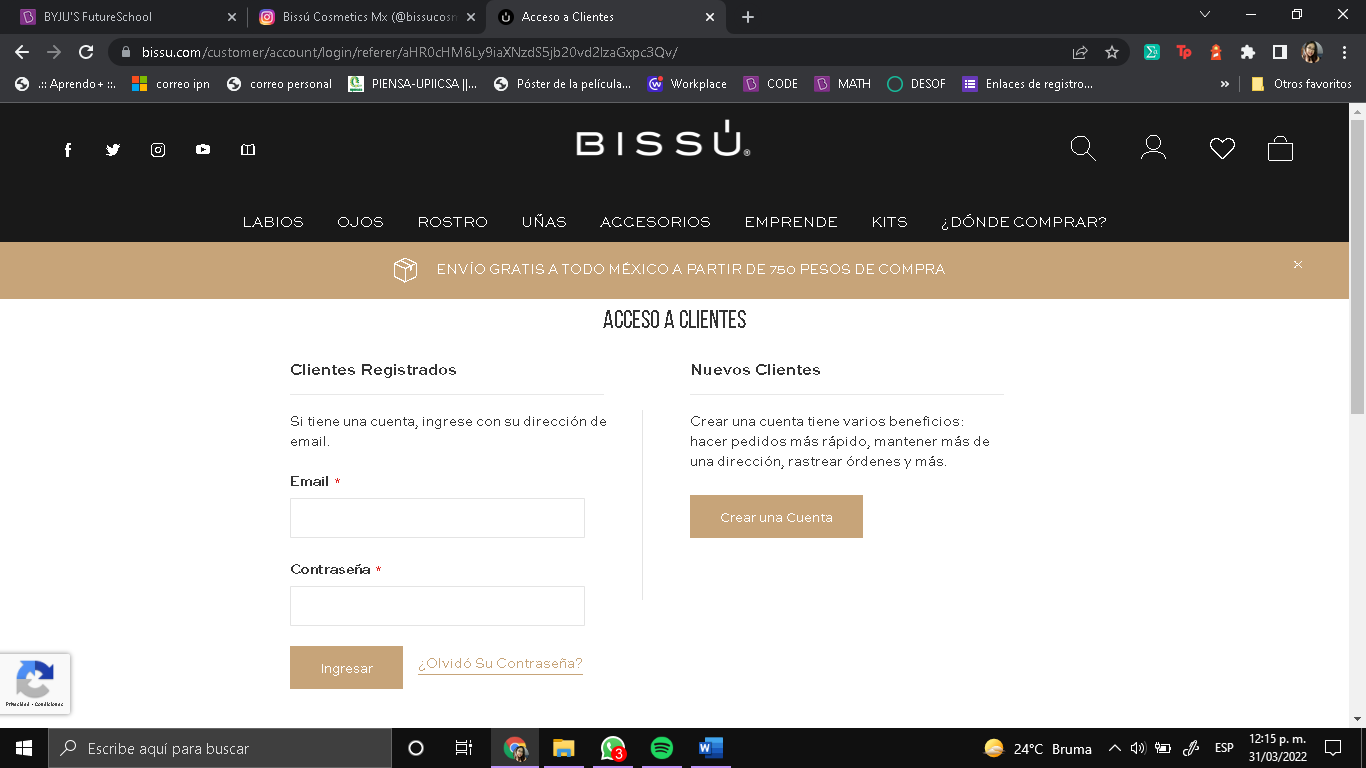 BYJU'S FutureSchool
Bissú Cosmetics Mx (@bissucosm
Acceso a Clientes
bissu.com/customer/account/login/referer/aHR0cHM6Ly9iaXNzdS5jb20vd2lzaGxpc3Qv/
.:: Aprendo+ ::.
correo ipn
correo personal
PIENSA-UPIICSA ||...
Póster de la película...
Workplace
CODE
MATH
DESOF
Enlaces de registro...
»
Otros favoritos
BISSÚ®
LABIOS
OJOS
ROSTRO
UÑAS
ACCESORIOS
EMPRENDE
KITS
¿DÓNDE COMPRAR?
ENVÍO GRATIS A TODO MÉXICO A PARTIR DE 750 PESOS DE COMPRA
ACCESO A CLIENTES
Clientes Registrados
Si tiene una cuenta, ingrese con su dirección de
email.
Email *
Contraseña *
Ingresar
¿Olvidó Su Contraseña?
Nuevos Clientes
Crear una cuenta tiene varios beneficios:
hacer pedidos más rápido, mantener más de
una dirección, rastrear órdenes y más.
Crear una Cuenta
Privacidad - Condiciones
Escribe aquí para buscar
3
24°C Bruma
ESP
12:15 p. m.
31/03/2022